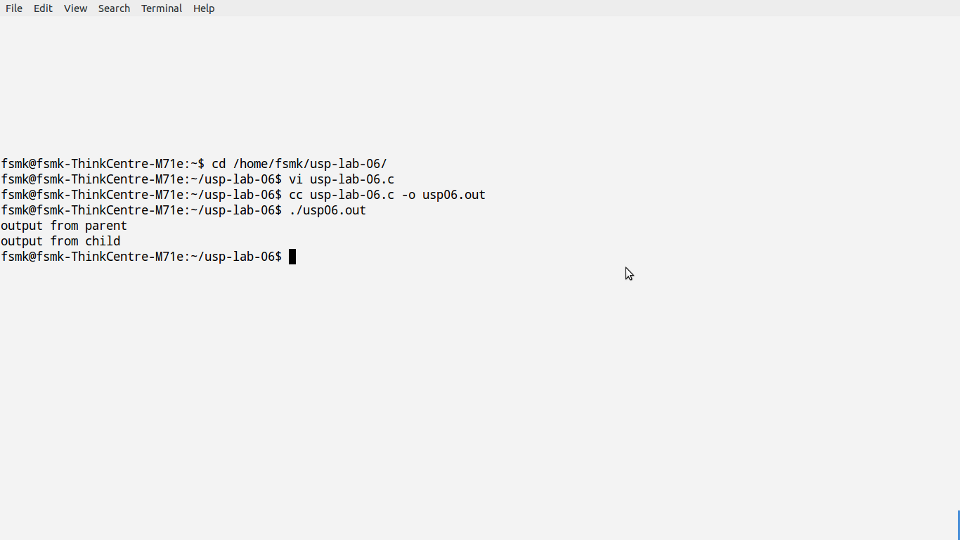 File Edit View Search Terminal Help
fsmk@fsmk-ThinkCentre-M71e:~$ cd /home/fsmk/usp-lab-06/
fsmk@fsmk-ThinkCentre-M71e:~/usp-lab-06$ vi usp-lab-06.c
fsmk@fsmk-ThinkCentre-M71e:~/usp-lab-06$ cc usp-lab-06.c -o usp06.out
fsmk@fsmk-ThinkCentre-M71e:~/usp-lab-06$ ./usp06.out
output from parent
output from child
fsmk@fsmk-ThinkCentre-M71e:~/usp-lab-06$